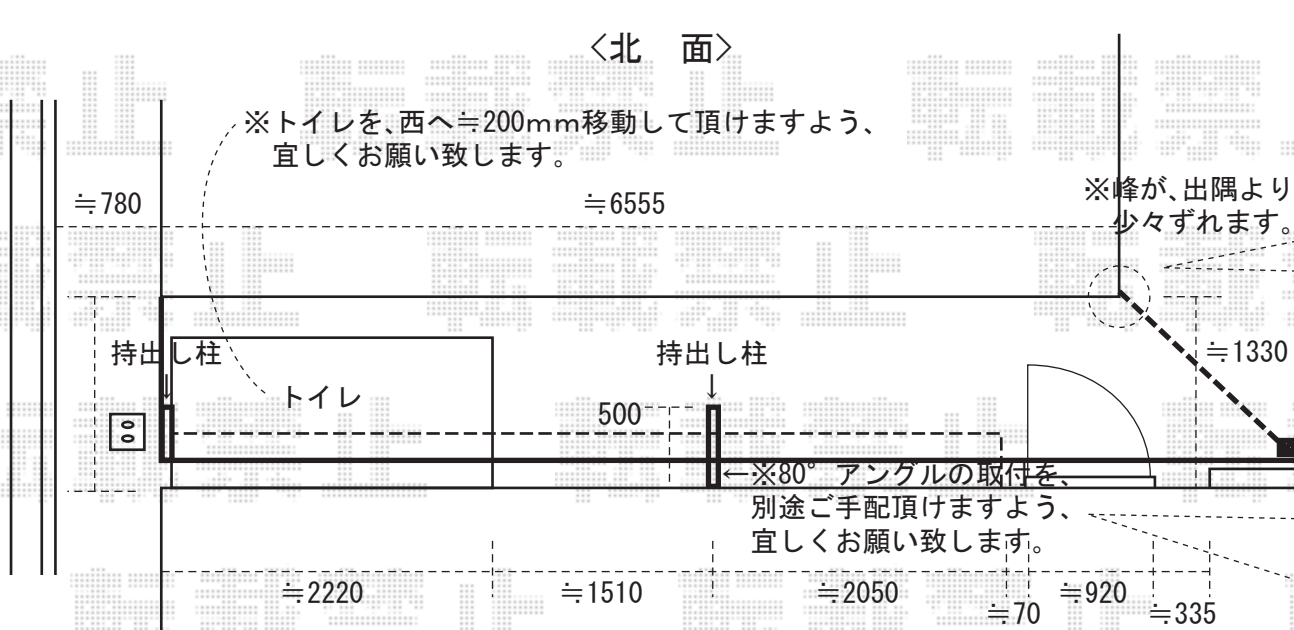 〈北　面〉
※トイレを、西へ≒200mm移動して頂けますよう、
宜しくお願い致します。
≒780
≒6555
※峰が、出隅より
少々ずれます。
持出し柱
↓
持出し柱
↓
≒1330
トイレ
500
←※80°アングルの取付を、
別途ご手配頂けますよう、
宜しくお願い致します。
≒2220
≒1510
≒2050
≒70
≒920
≒335
転載禁止